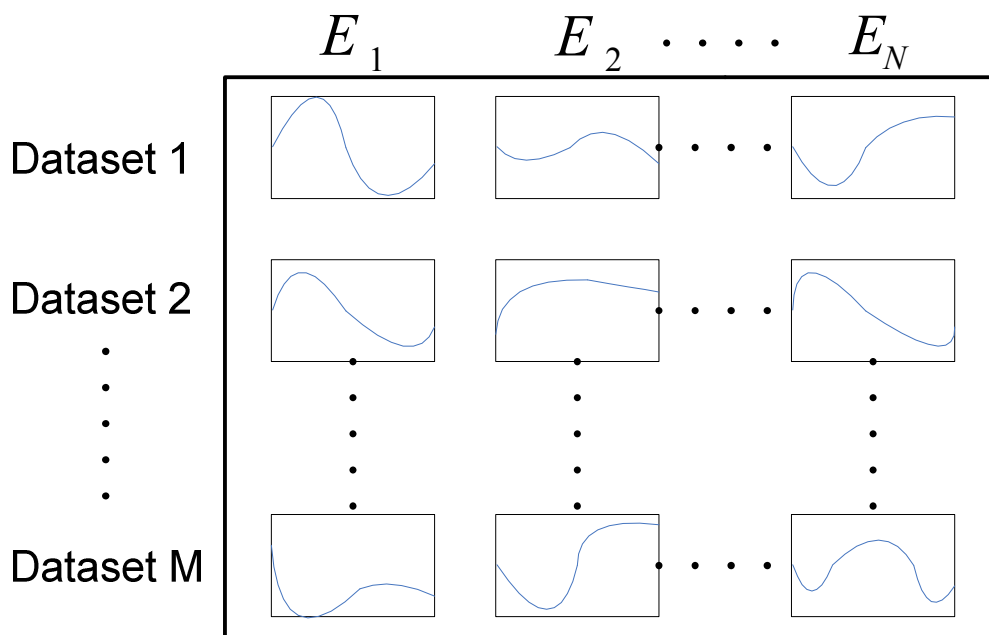 E1 E2 . . . . EN
Dataset 1
Dataset 2
Dataset M